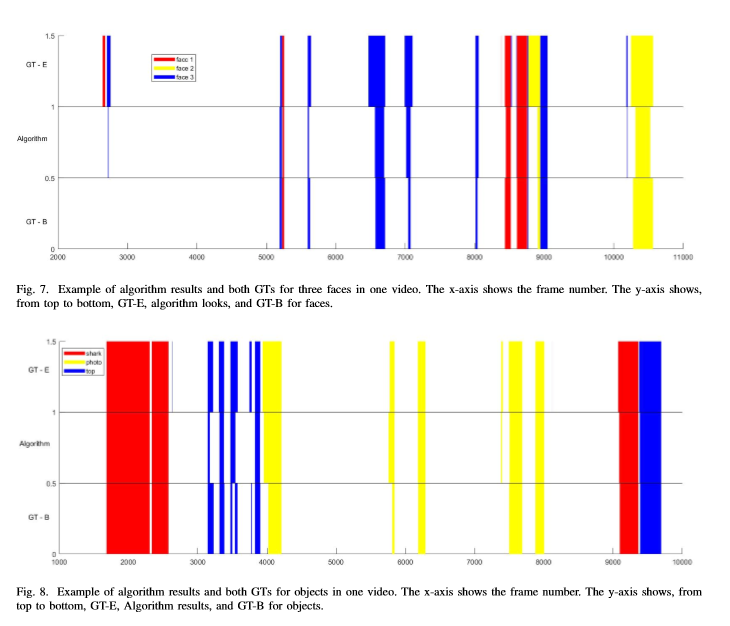 1.5
GT - E
face 1
face 2
face 3
1
Algorithm
0.5
GT - B
0
2000 3000 4000 5000 6000 7000 8000 9000 10000 11000
Fig. 7. Example of algorithm results and both GTs for three faces in one video. The x-axis shows the frame number. The y-axis shows,
from top to bottom, GT-E, algorithm looks, and GT-B for faces.
1.5
shark
photo
top
GT - E
1
Algorithm
0.5
GT - B
0
1000 2000 3000 4000 5000 6000 7000 8000 9000 10000
Fig. 8. Example of algorithm results and both GTs for objects in one video. The x-axis shows the frame number. The y-axis shows, from
top to bottom, GT-E, Algorithm results, and GT-B for objects.